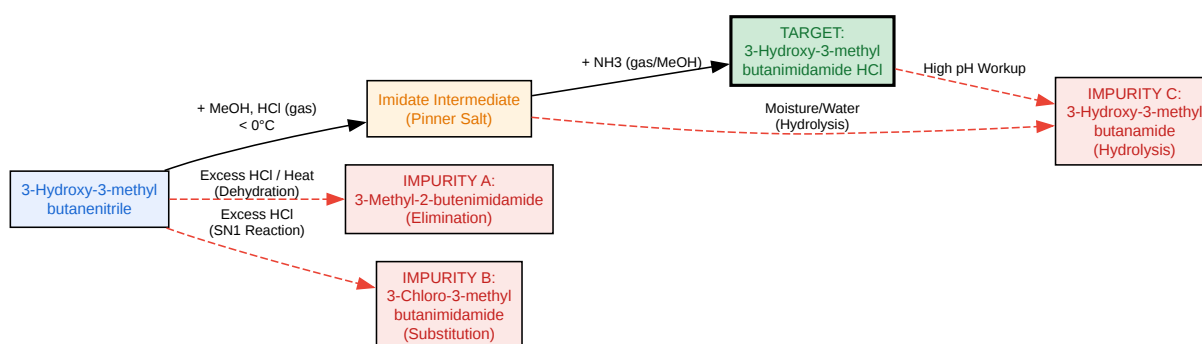 3-Hydroxy-3-methyl
butanenitrile
+ MeOH, HCl (gas)
< 0°C
Imidate Intermediate
(Pinner Salt)
+ NH3 (gas/MeOH)
TARGET:
3-Hydroxy-3-methyl
butanimidamide HCl
High pH Workup
Moisture/Water
(Hydrolysis)
IMPURITY C:
3-Hydroxy-3-methyl
butanamide
(Hydrolysis)
Excess HCl / Heat
(Dehydration)
IMPURITY A:
3-Methyl-2-butenimidamide
(Elimination)
Excess HCl
(SN1 Reaction)
IMPURITY B:
3-Chloro-3-methyl
butanimidamide
(Substitution)